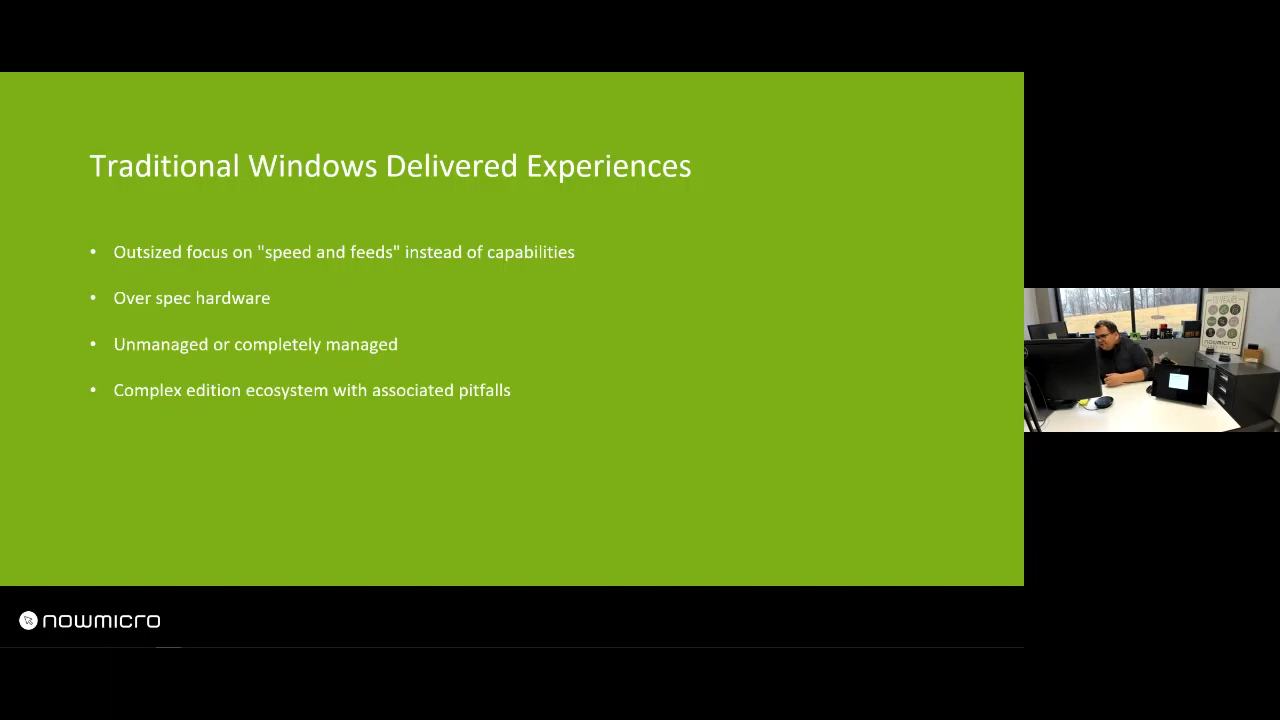 Traditional Windows Delivered Experiences
• Outsized focus on "speed and feeds" instead of capabilities
• Over spec hardware
• Unmanaged or completely managed
• Complex edition ecosystem with associated pitfalls
nowmicro
nowmicro